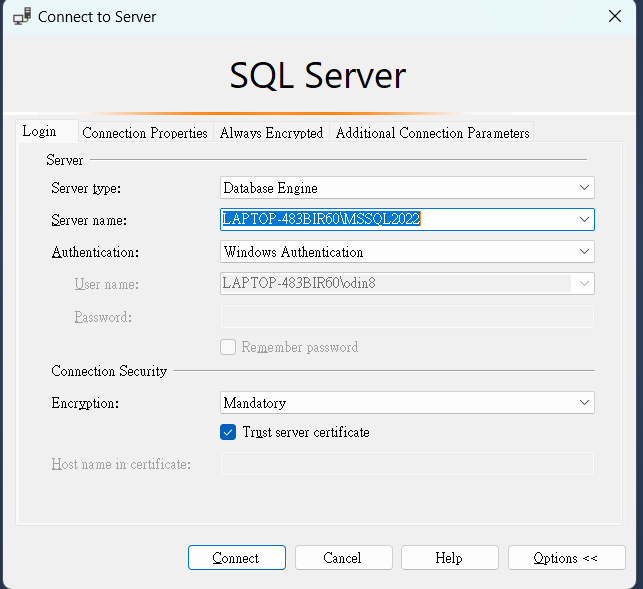 Connect to Server
SQL Server
Login Connection Properties Always Encrypted Additional Connection Parameters
Server
Server type: Database Engine
Server name: LAPTOP-483BIR60\MSSQL2022
Authentication: Windows Authentication
User name: LAPTOP-483BIR60\odin8
Password:
Remember password
Connection Security
Encryption: Mandatory
Trust server certificate
Host name in certificate:
Connect Cancel Help Options <<